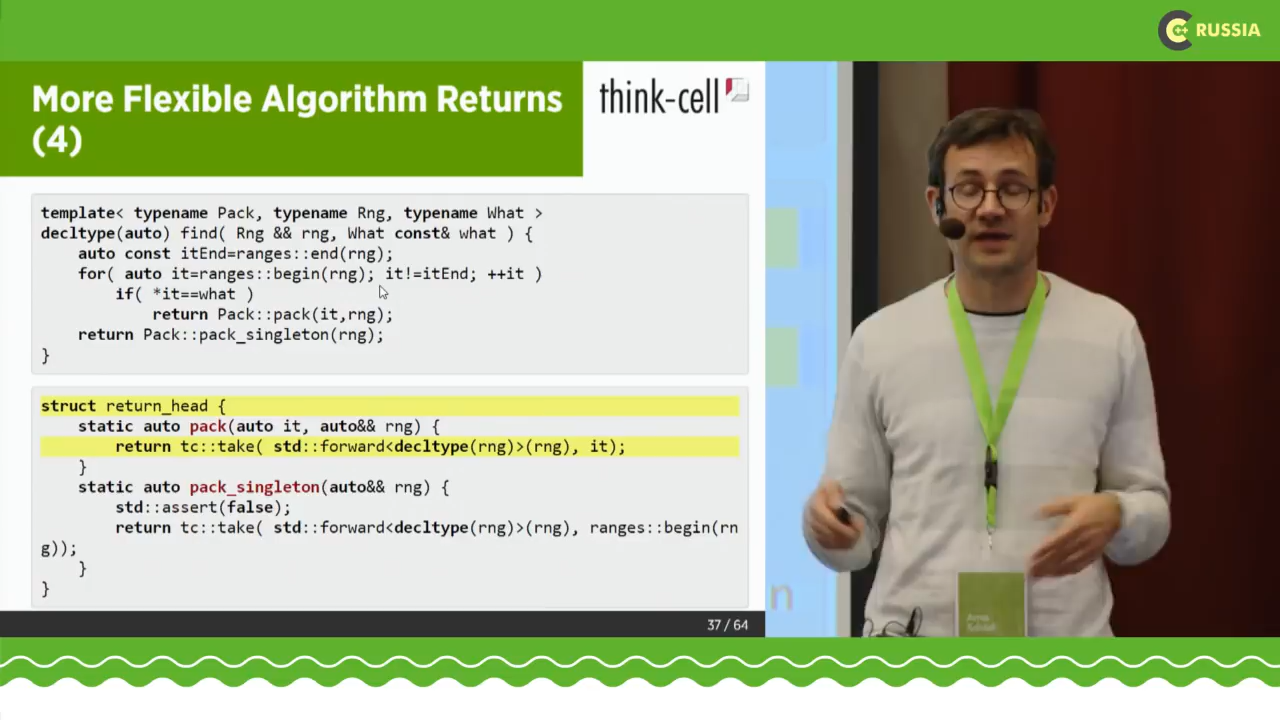 C++ RUSSIA
More Flexible Algorithm Returns
(4)
think-cell
template< typename Pack, typename Rng, typename What >
decltype(auto) find( Rng && rng, What const& what ) {
    auto const itEnd=ranges::end(rng);
    for( auto it=ranges::begin(rng); it!=itEnd; ++it )
        if( *it==what )
            return Pack::pack(it,rng);
    return Pack::pack_singleton(rng);
}
struct return_head {
    static auto pack(auto it, auto&& rng) {
        return tc::take( std::forward<decltype(rng)>(rng), it);
    }
    static auto pack_singleton(auto&& rng) {
        std::assert(false);
        return tc::take( std::forward<decltype(rng)>(rng), ranges::begin(rn
g));
    }
}
37 / 64
n